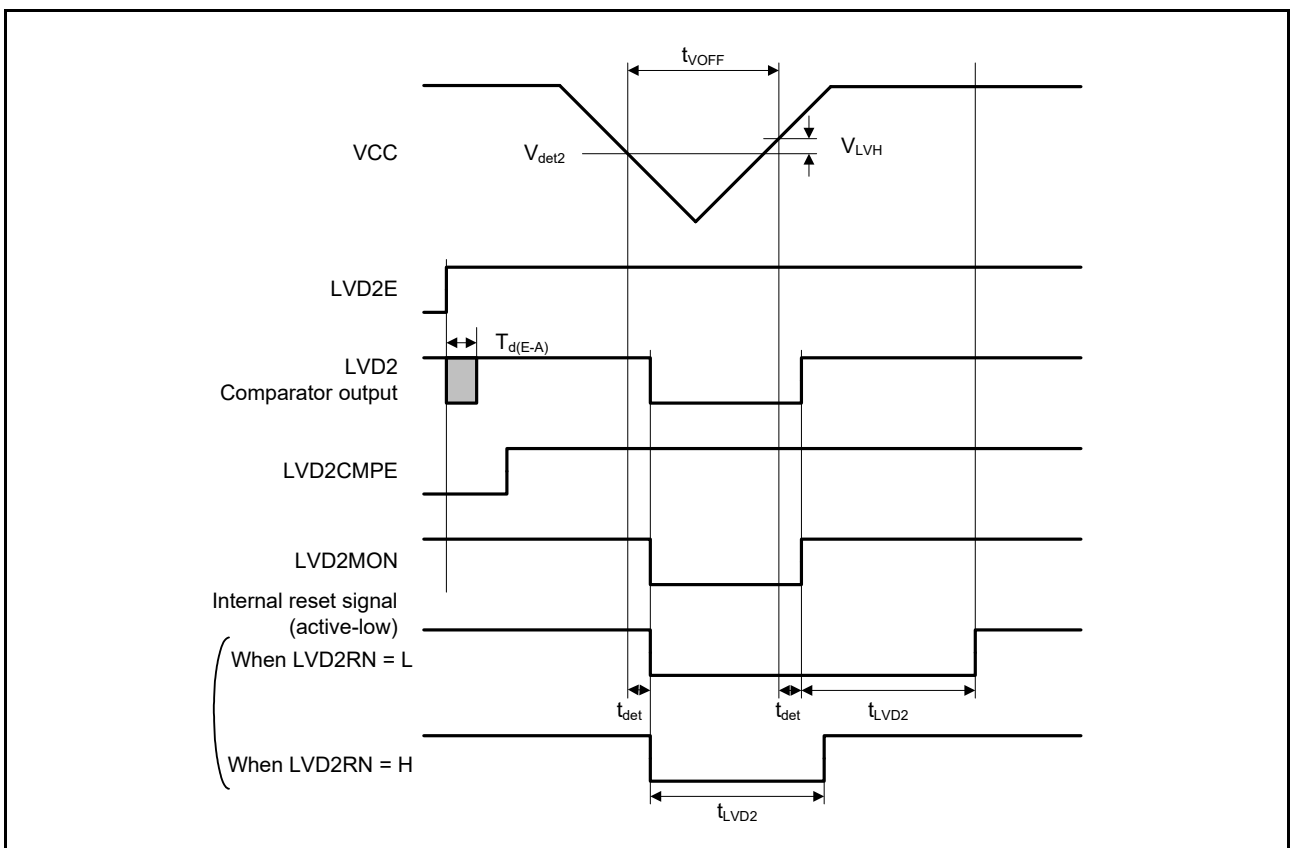 tVOFF
VCC
Vdet2
VLVH
LVD2E
Td(E-A)
LVD2
Comparator output
LVD2CMPE
LVD2MON
Internal reset signal
(active-low)
When LVD2RN = L
tdet
tdet
tLVD2
When LVD2RN = H
tLVD2